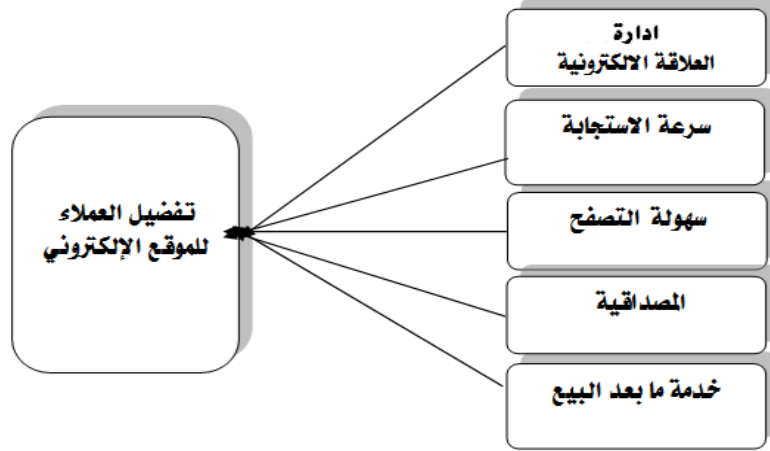 ادارة
العلاقة الالكترونية
سرعة الاستجابة
سهولة التصفح
المصداقية
خدمة ما بعد البيع
تفضيل العملاء
للموقع الإلكتروني